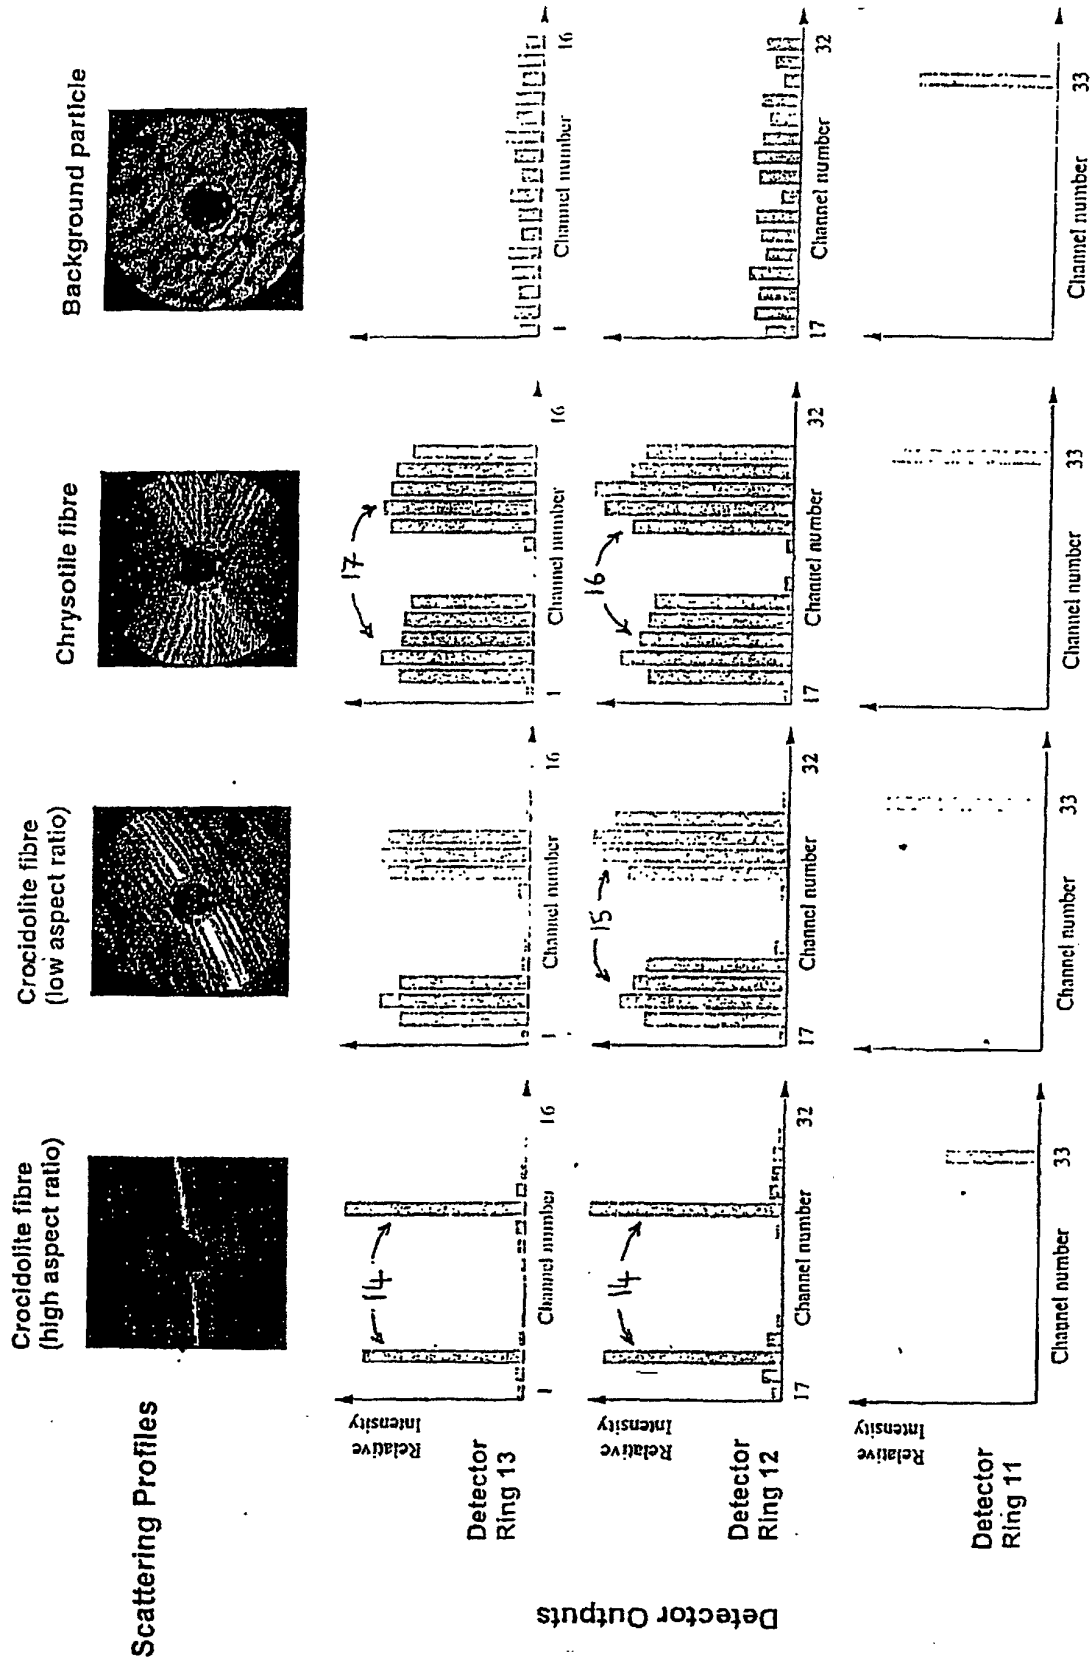 Scattering Profiles
Crocidolite fibre
(high aspect ratio)
Crocidolite fibre
(low aspect ratio)
Chrysotile fibre
Background particle
Detector Outputs
Detector
Ring 13
Relative
Intensity
14
1
Channel number
16
1
Channel number
16
17
1
Channel number
16
1
Channel number
16
Detector
Ring 12
Relative
Intensity
14
17
Channel number
32
15
17
Channel number
32
16
17
Channel number
32
17
Channel number
32
Detector
Ring 11
Relative
Intensity
Channel number
33
Channel number
33
Channel number
33
Channel number
33